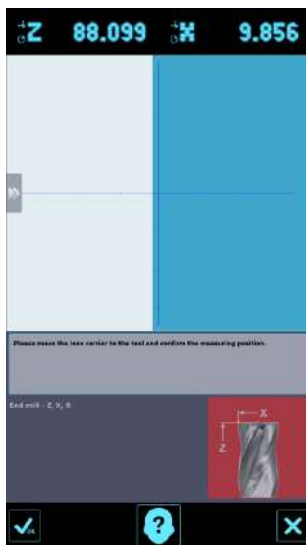 Z 88.099 X 9.856
Please move the lens carrier to the tool and confirm the measuring position.
End mill - Z, X, R
X
Z
OK
?